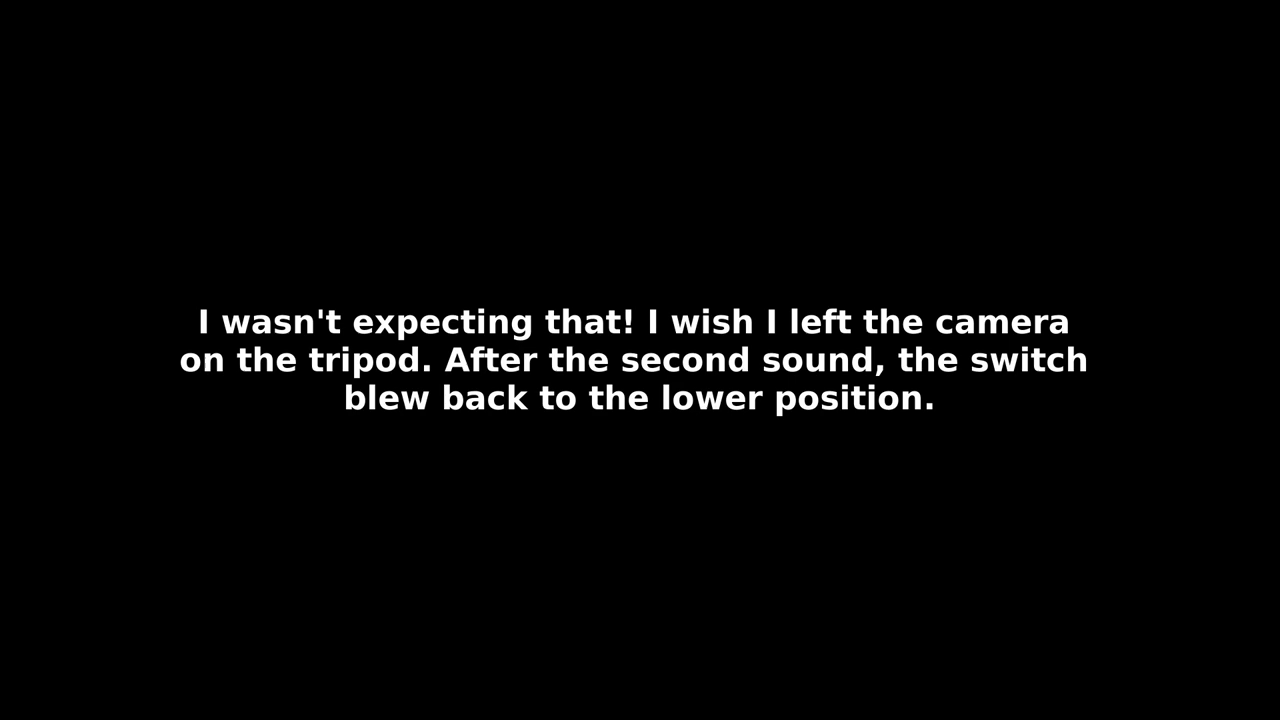 I wasn't expecting that! I wish I left the camera
on the tripod. After the second sound, the switch
blew back to the lower position.